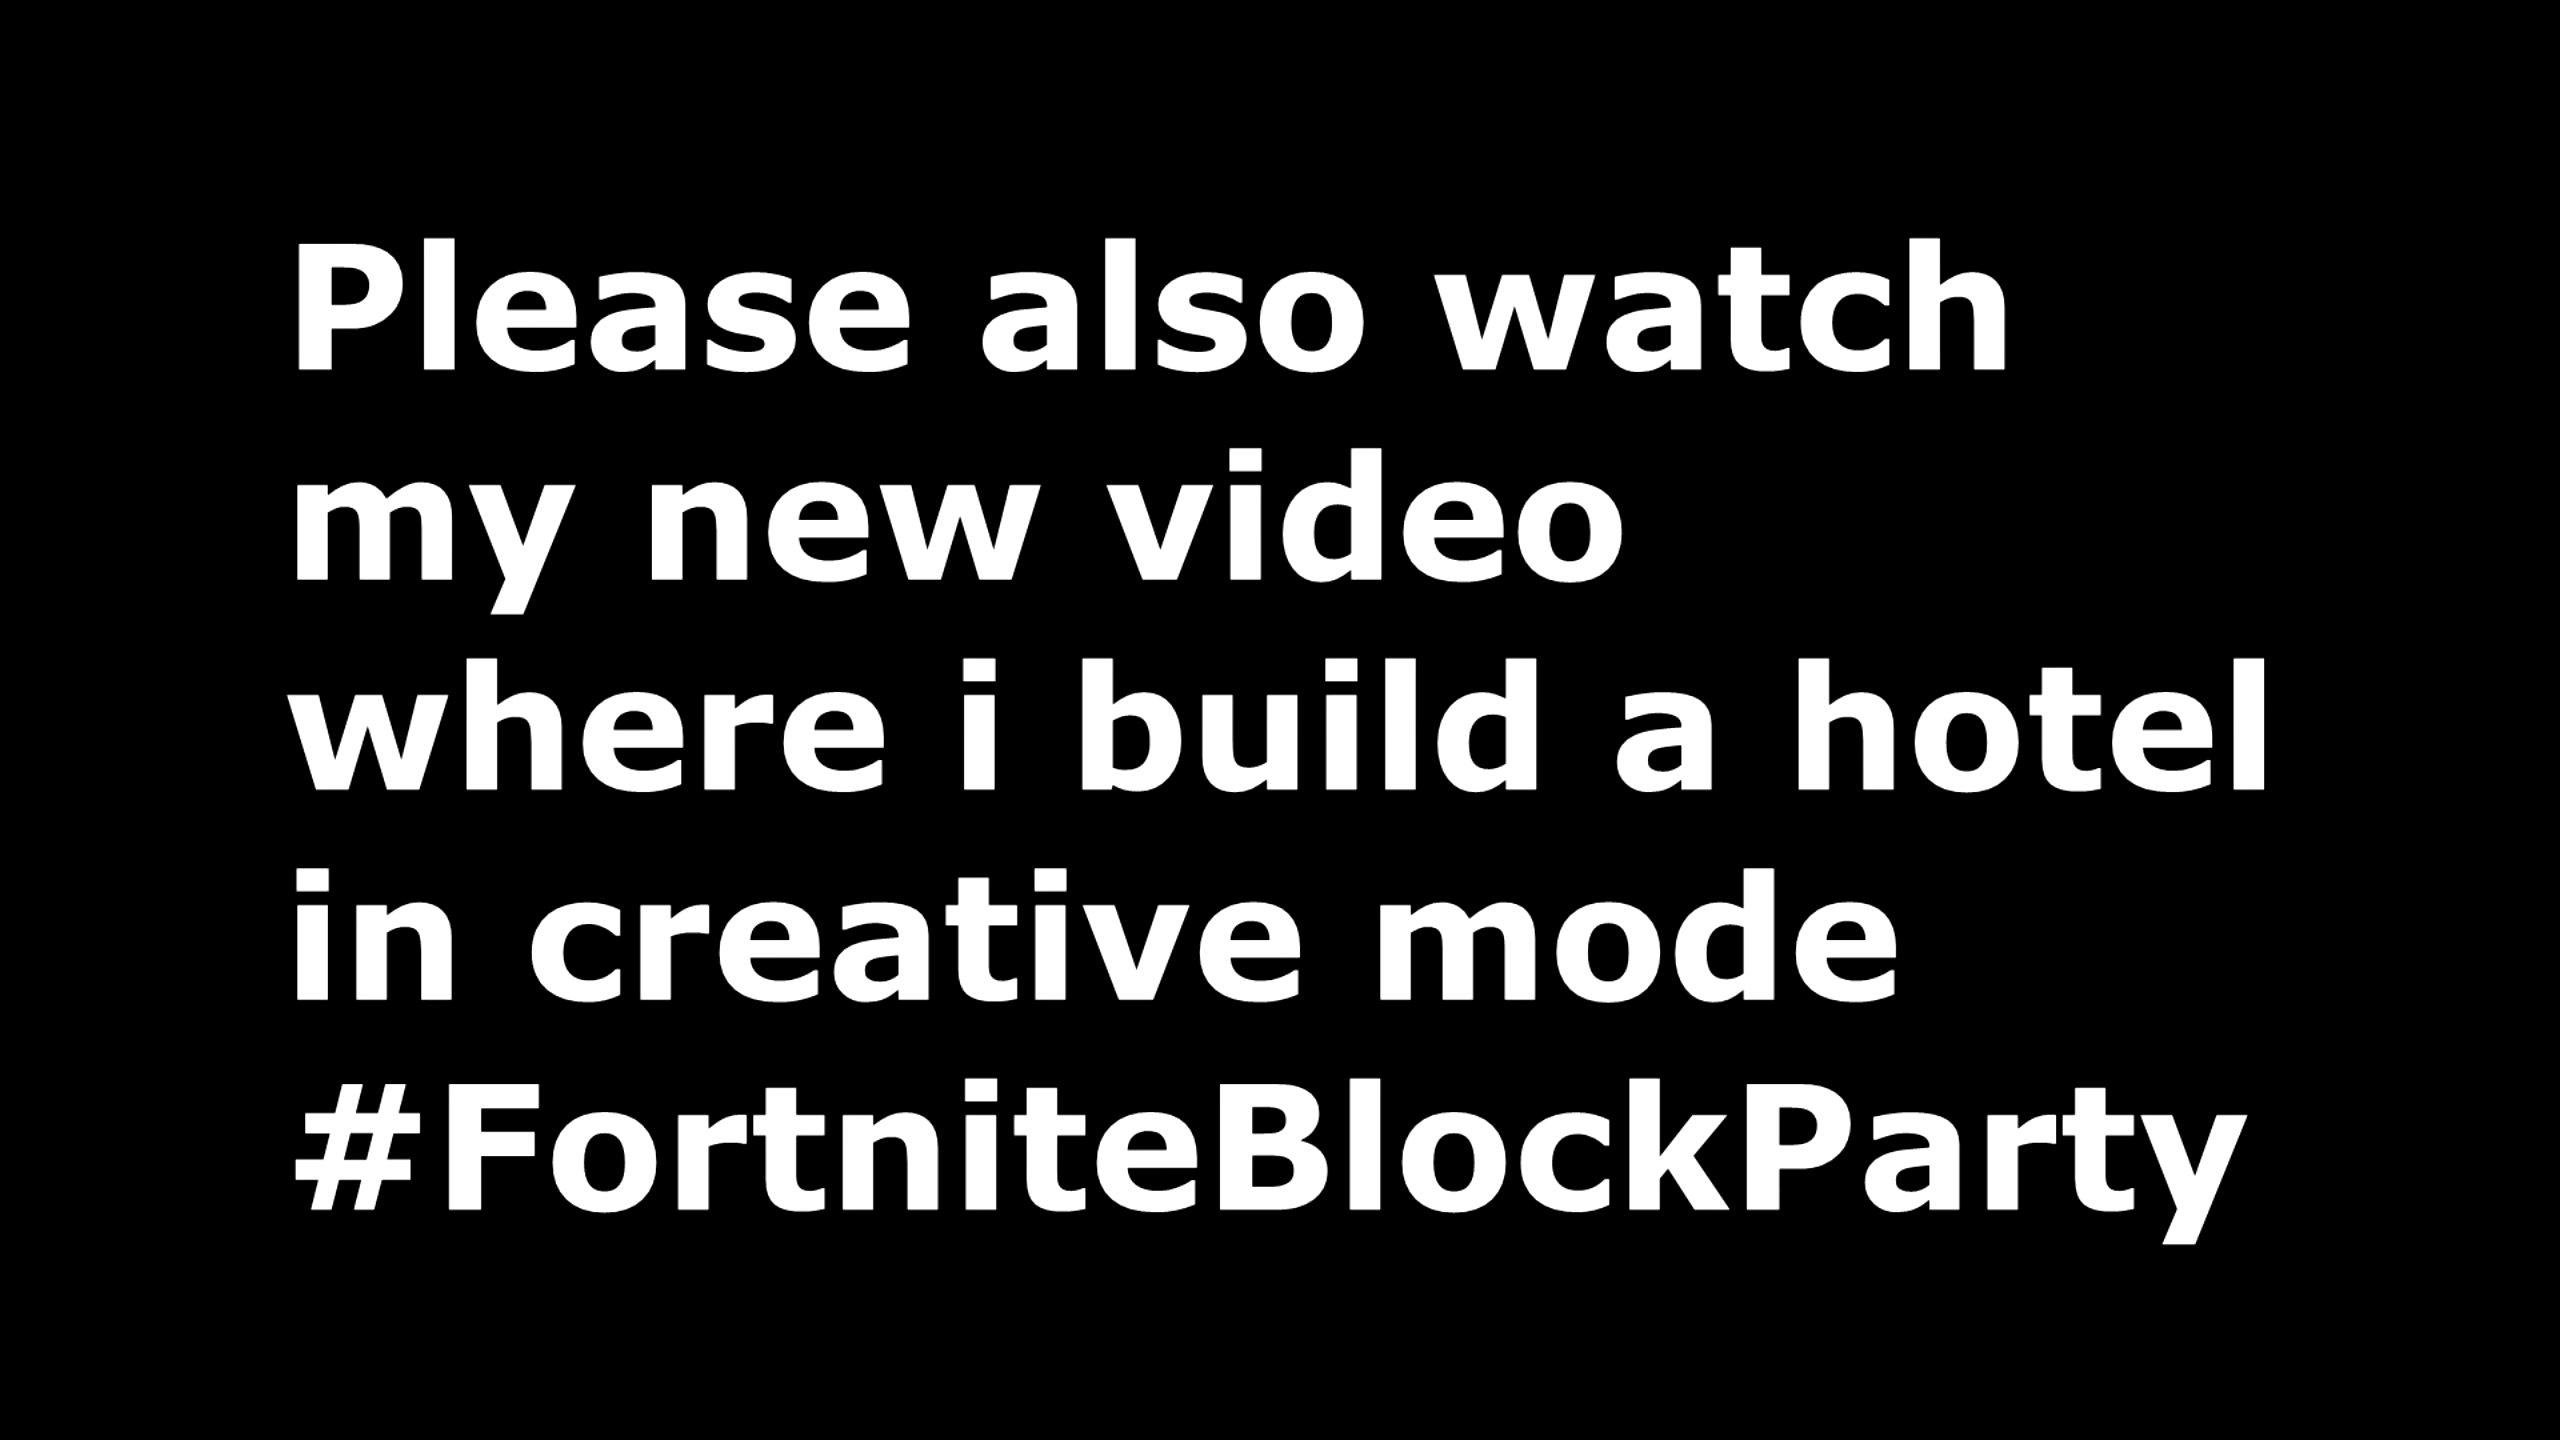 Please also watch
my new video
where i build a hotel
in creative mode
#FortniteBlockParty